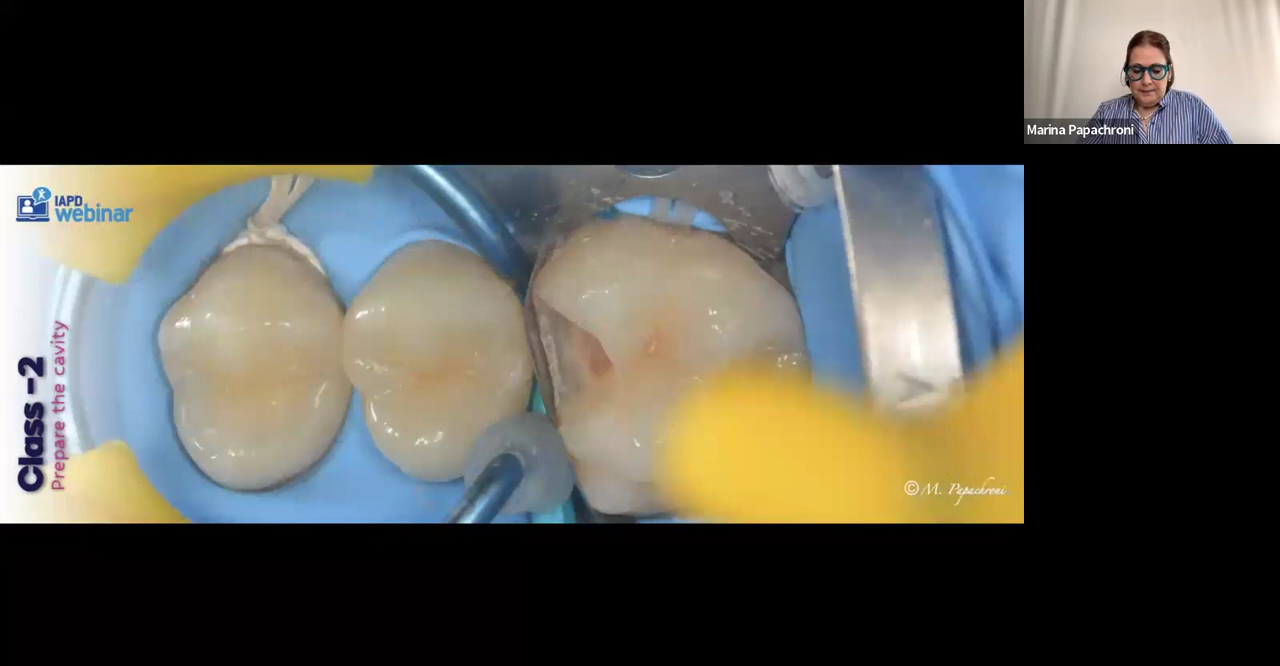 Marina Papachroni
IAPD
webinar
Class -2
Prepare the cavity
© M. Papachroni